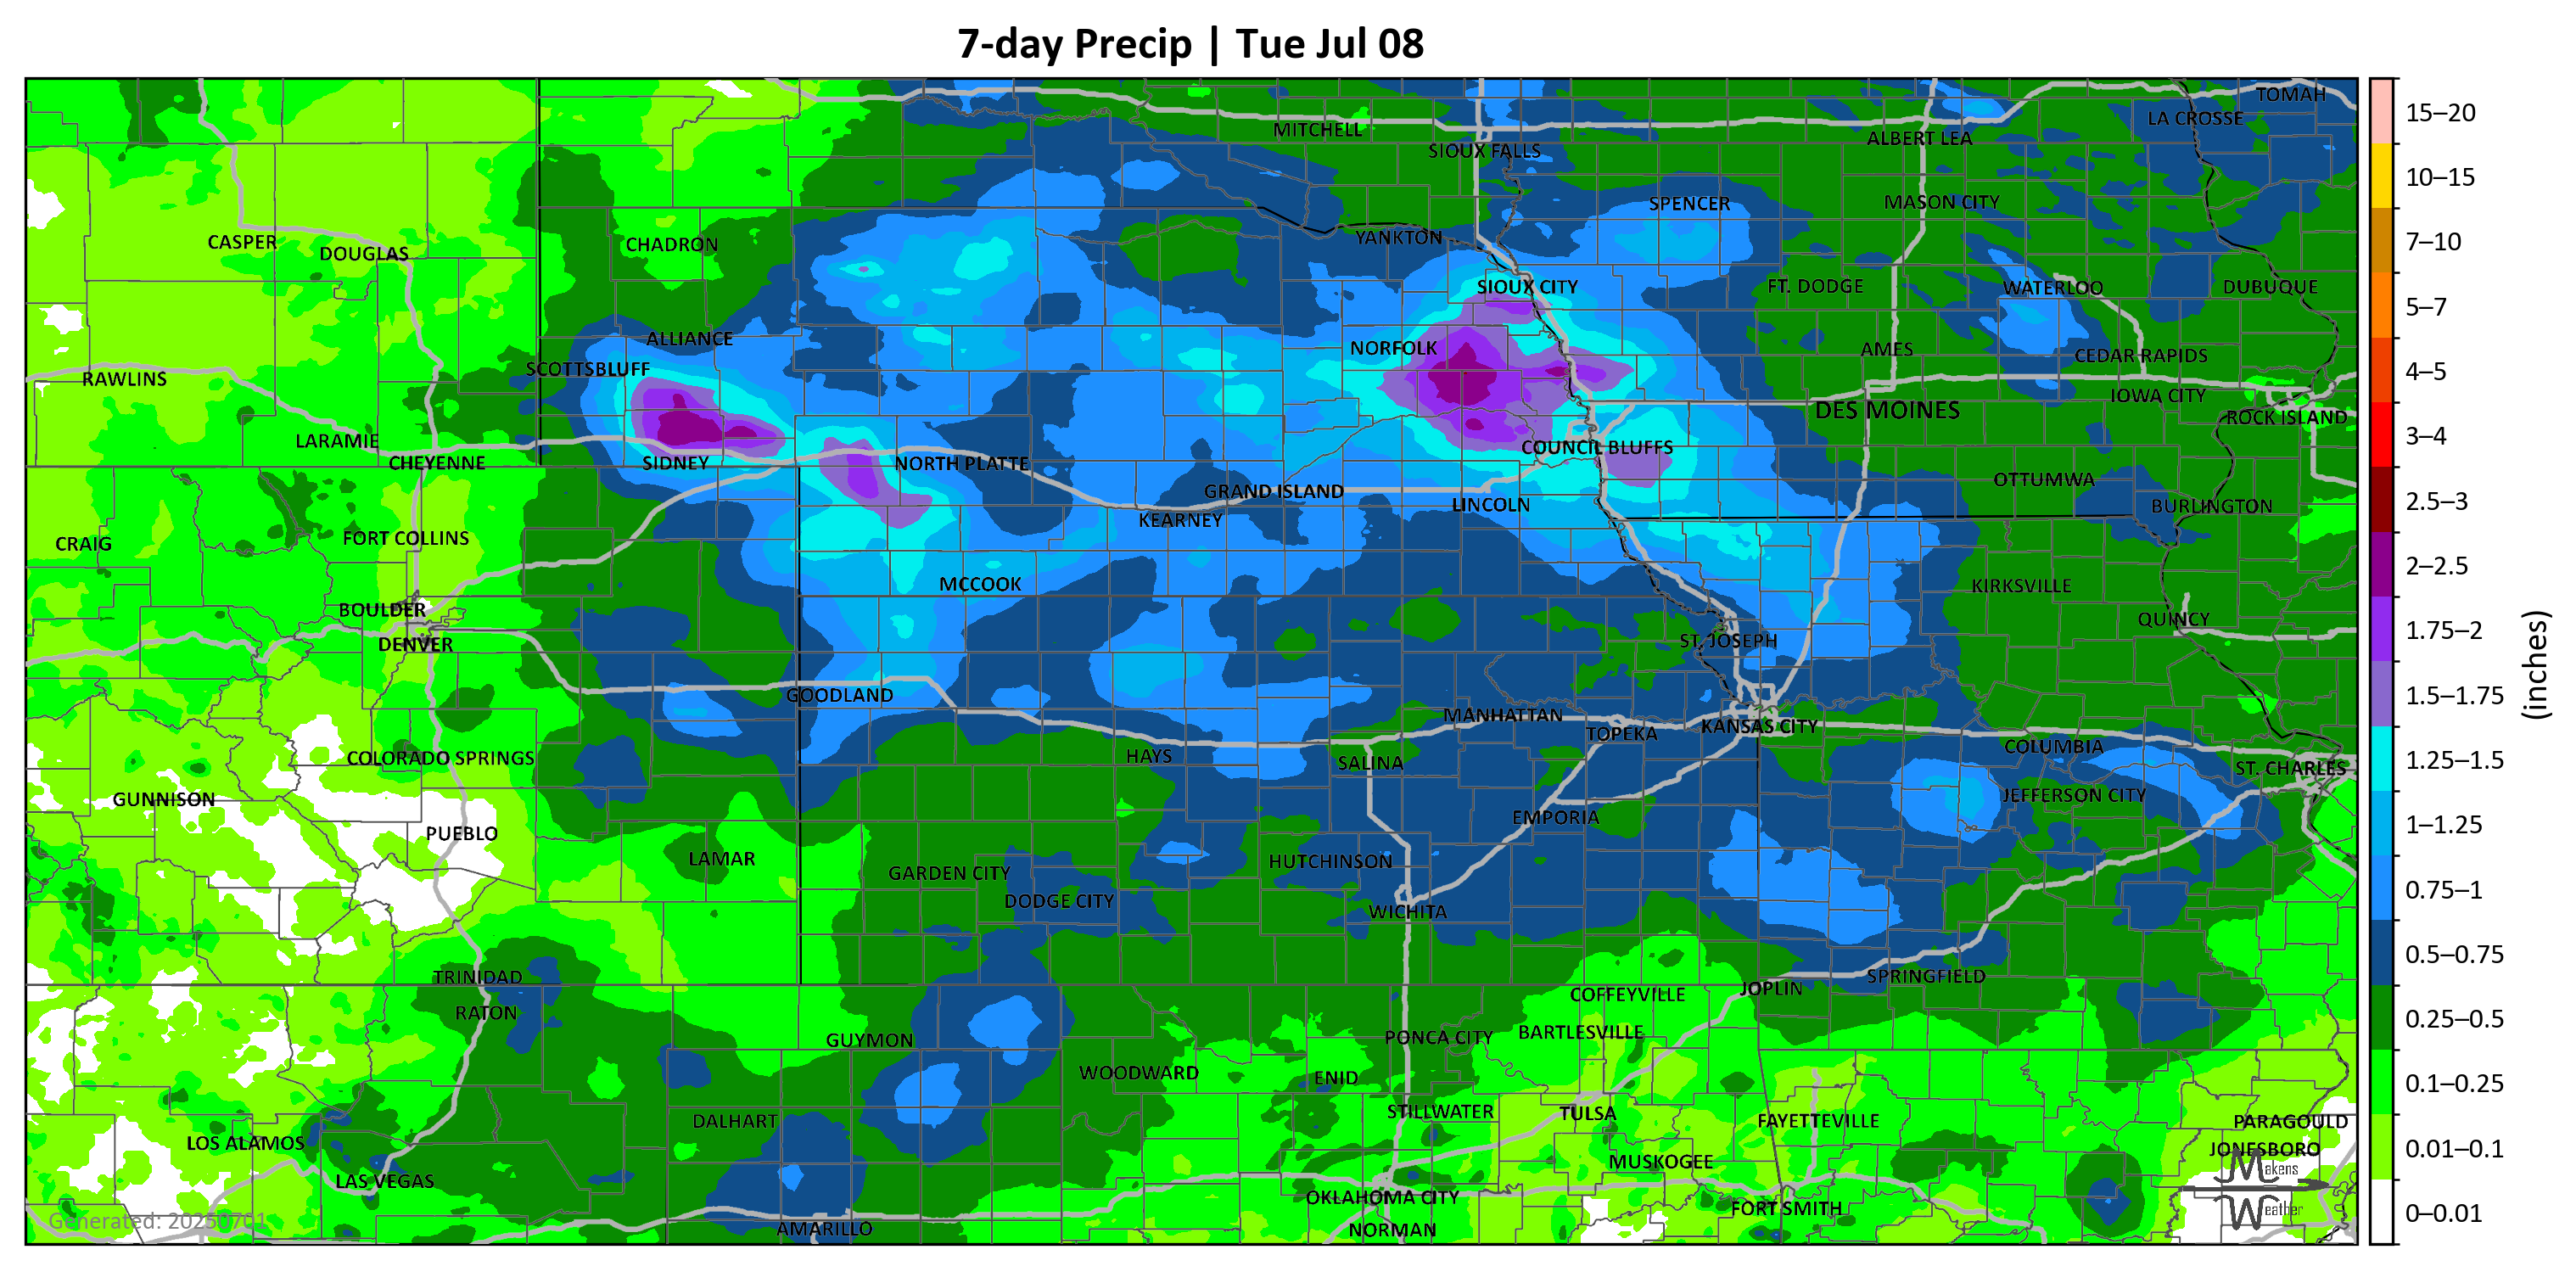 7-day Precip | Tue Jul 08
TOMAH
LA CROSSE
MITCHELL
ALBERT LEA
SIOUX FALLS
SPENCER
MASON CITY
CASPER
DOUGLAS
CHADRON
YANKTON
SIOUX CITY
FT. DODGE
WATERLOO
DUBUQUE
ALLIANCE
NORFOLK
AMES
CEDAR RAPIDS
SCOTTSBLUFF
RAWLINS
IOWA CITY
DES MOINES
ROCK ISLAND
LARAMIE
COUNCIL BLUFFS
CHEYENNE
SIDNEY
NORTH PLATTE
OTTUMWA
GRAND ISLAND
LINCOLN
BURLINGTON
KEARNEY
CRAIG
FORT COLLINS
MCCOOK
KIRKSVILLE
BOULDER
QUINCY
DENVER
ST. JOSEPH
GOODLAND
MANHATTAN
TOPEKA
KANSAS CITY
COLUMBIA
COLORADO SPRINGS
HAYS
SALINA
ST. CHARLES
GUNNISON
JEFFERSON CITY
EMPORIA
PUEBLO
LAMAR
HUTCHINSON
GARDEN CITY
DODGE CITY
WICHITA
TRINIDAD
SPRINGFIELD
JOPLIN
COFFEYVILLE
RATON
BARTLESVILLE
GUYMON
PONCA CITY
WOODWARD
ENID
STILLWATER
TULSA
DALHART
FAYETTEVILLE
PARAGOULD
LOS ALAMOS
JONESBORO
MUSKOGEE
LAS VEGAS
OKLAHOMA CITY
FORT SMITH
AMARILLO
NORMAN
Generated: 20250701
Makens
Weather
15–20
10–15
7–10
5–7
4–5
3–4
2.5–3
2–2.5
1.75–2
1.5–1.75
1.25–1.5
1–1.25
0.75–1
0.5–0.75
0.25–0.5
0.1–0.25
0.01–0.1
0–0.01
(inches)